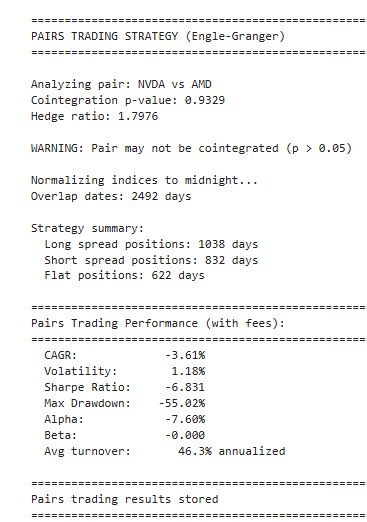 ====================================================
PAIRS TRADING STRATEGY (Engle-Granger)
====================================================
Analyzing pair: NVDA vs AMD
Cointegration p-value: 0.9329
Hedge ratio: 1.7976
WARNING: Pair may not be cointegrated (p > 0.05)
Normalizing indices to midnight...
Overlap dates: 2492 days
Strategy summary:
  Long spread positions: 1038 days
  Short spread positions: 832 days
  Flat positions: 622 days
====================================================
Pairs Trading Performance (with fees):
====================================================
  CAGR:              -3.61%
  Volatility:         1.18%
  Sharpe Ratio:     -6.831
  Max Drawdown:    -55.02%
  Alpha:            -7.60%
  Beta:             -0.000
  Avg turnover:       46.3% annualized
====================================================
Pairs trading results stored
====================================================